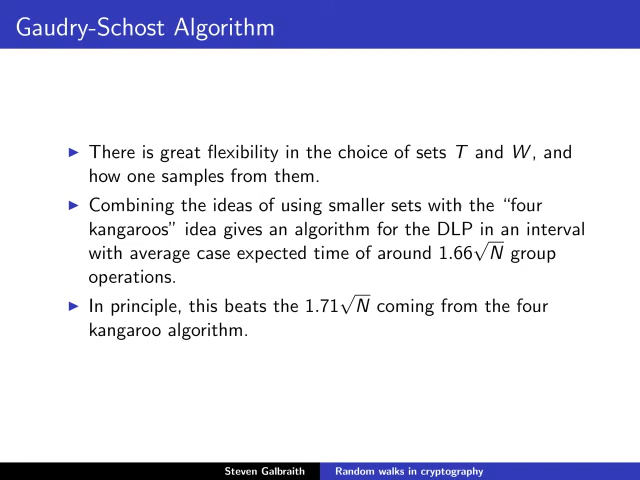 Gaudry-Schost Algorithm
▶ There is great flexibility in the choice of sets T and W, and
how one samples from them.
▶ Combining the ideas of using smaller sets with the “four
kangaroos” idea gives an algorithm for the DLP in an interval
with average case expected time of around 1.66√N group
operations.
▶ In principle, this beats the 1.71√N coming from the four
kangaroo algorithm.
Steven Galbraith Random walks in cryptography